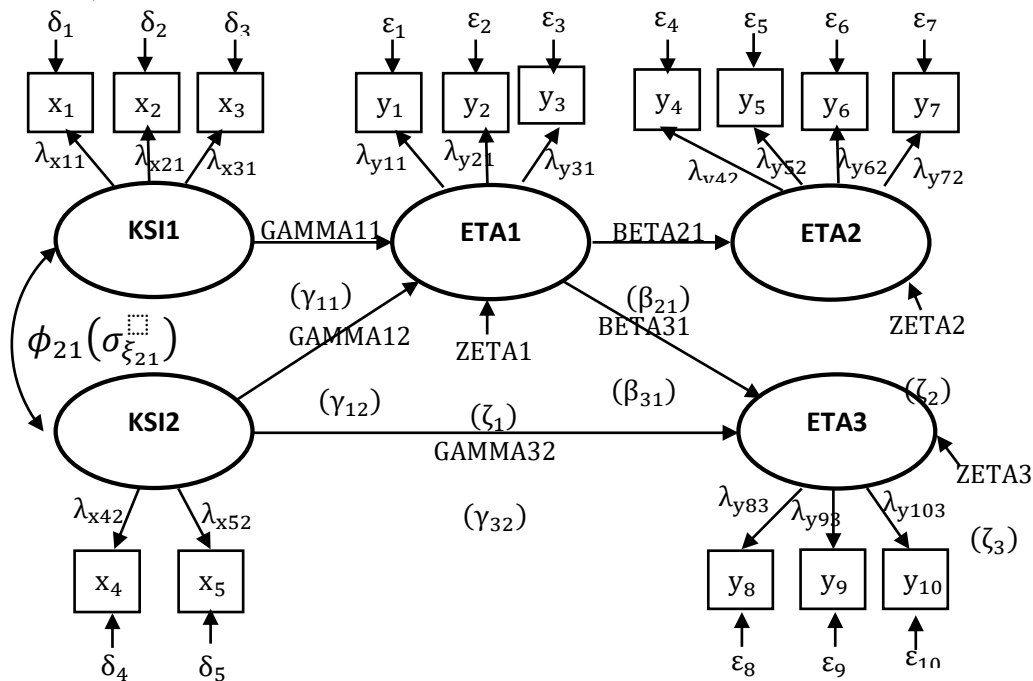 δ₁ δ₂ δ₃ ε₁ ε₂ ε₃ ε₄ ε₅ ε₆ ε₇
x₁ x₂ x₃ y₁ y₂ y₃ y₄ y₅ y₆ y₇
λₓ₁₁ λₓ₂₁ λₓ₃₁ λy₁₁ λy₂₁ λy₃₁ λy₄₂ λy₅₂ λy₆₂ λy₇₂
KSI1 GAMMA11 ETA1 BETA21 ETA2
(γ₁₁) (β₂₁)
GAMMA12 ZETA1 BETA31 ZETA2
ϕ₂₁(σ_ξ₂₁)
KSI2 (γ₁₂) (ζ₁) (β₃₁) ETA3 (ζ₂)
GAMMA32 ZETA3
λₓ₄₂ λₓ₅₂ (γ₃₂) λy₈₃ λy₉₃ λy₁₀₃ (ζ₃)
x₄ x₅ y₈ y₉ y₁₀
δ₄ δ₅ ε₈ ε₉ ε₁₀